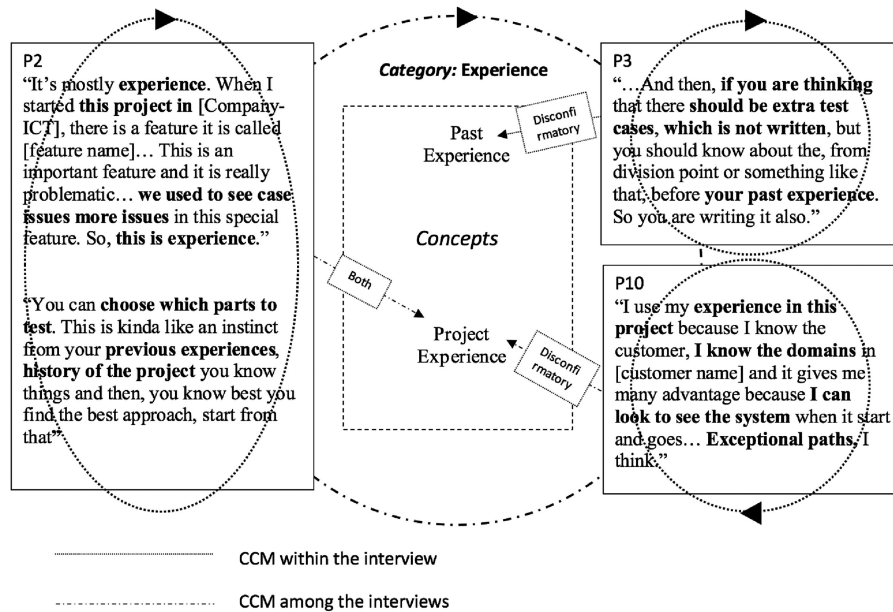 P2
“It’s mostly experience. When I
started this project in [Company-
ICT], there is a feature it is called
[feature name]… This is an
important feature and it is really
problematic… we used to see case
issues more issues in this special
feature. So, this is experience.”
“You can choose which parts to
test. This is kinda like an instinct
from your previous experiences,
history of the project you know
things and then, you know best you
find the best approach, start from
that”
Category: Experience
Past
Experience
Disconfi
rmatory
Concepts
Both
Project
Experience
Disconfi
rmatory
P3
“…And then, if you are thinking
that there should be extra test
cases, which is not written, but
you should know about the, from
division point or something like
that, before your past experience.
So you are writing it also.”
P10
“I use my experience in this
project because I know the
customer, I know the domains in
[customer name] and it gives me
many advantage because I can
look to see the system when it start
and goes… Exceptional paths, I
think.”
CCM within the interview
CCM among the interviews